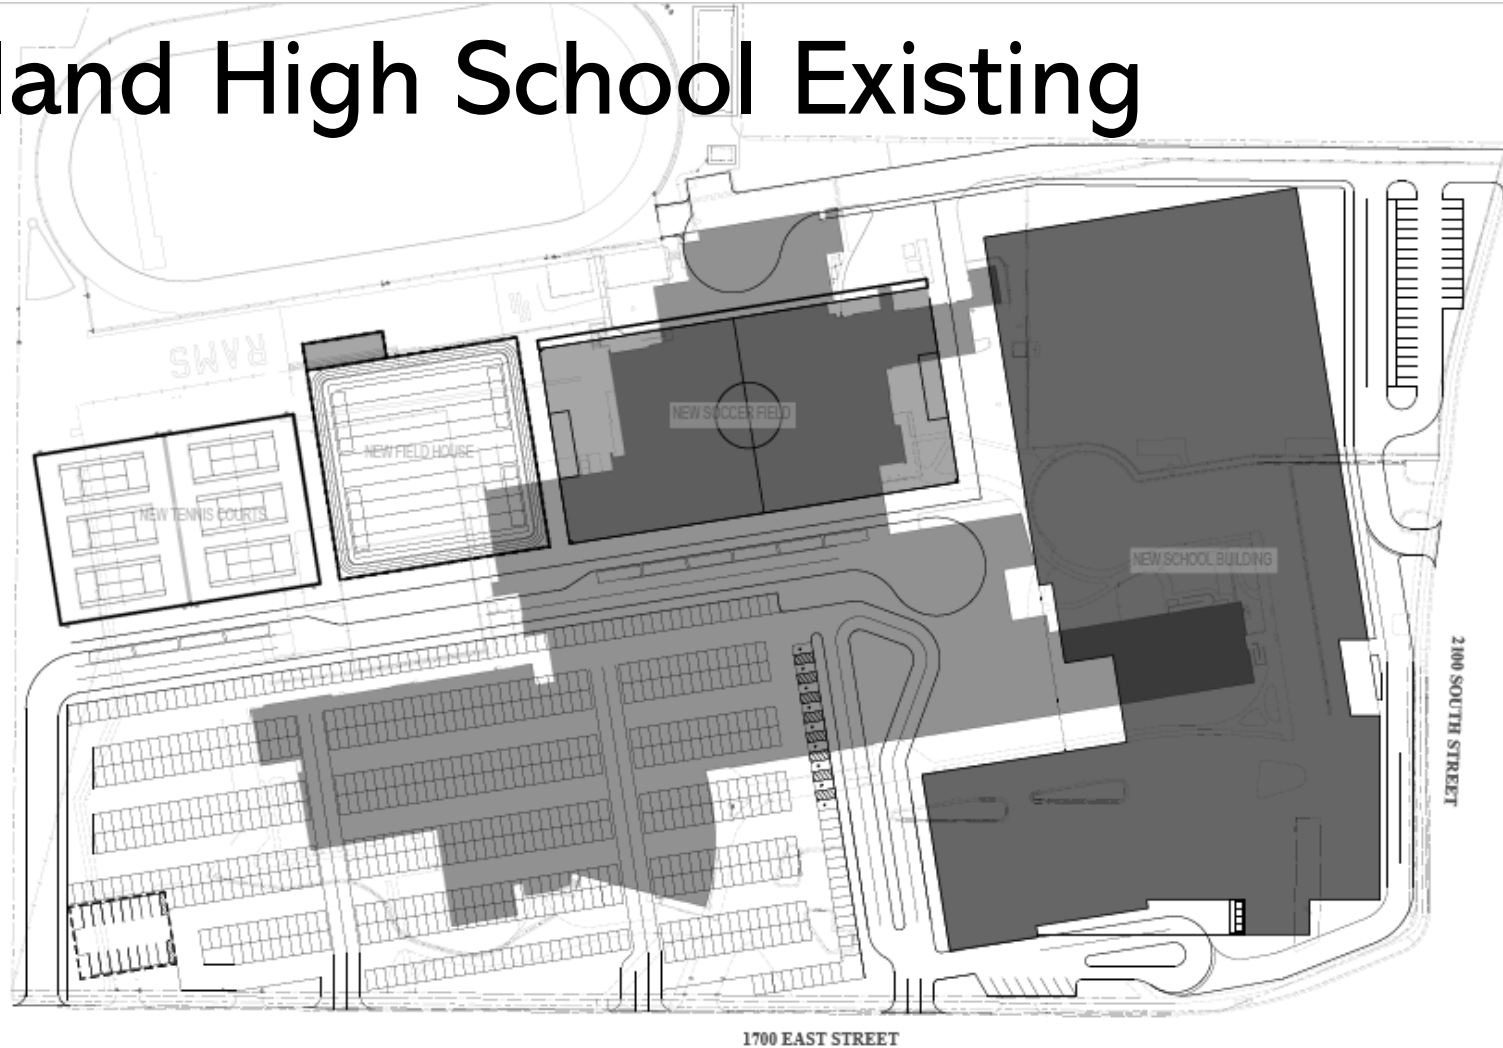 land High School Existing
RAMS
NEW SOCCER FIELD
NEW FIELD HOUSE
NEW TENNIS COURTS
NEW SCHOOL BUILDING
2100 SOUTH STREET
1700 EAST STREET